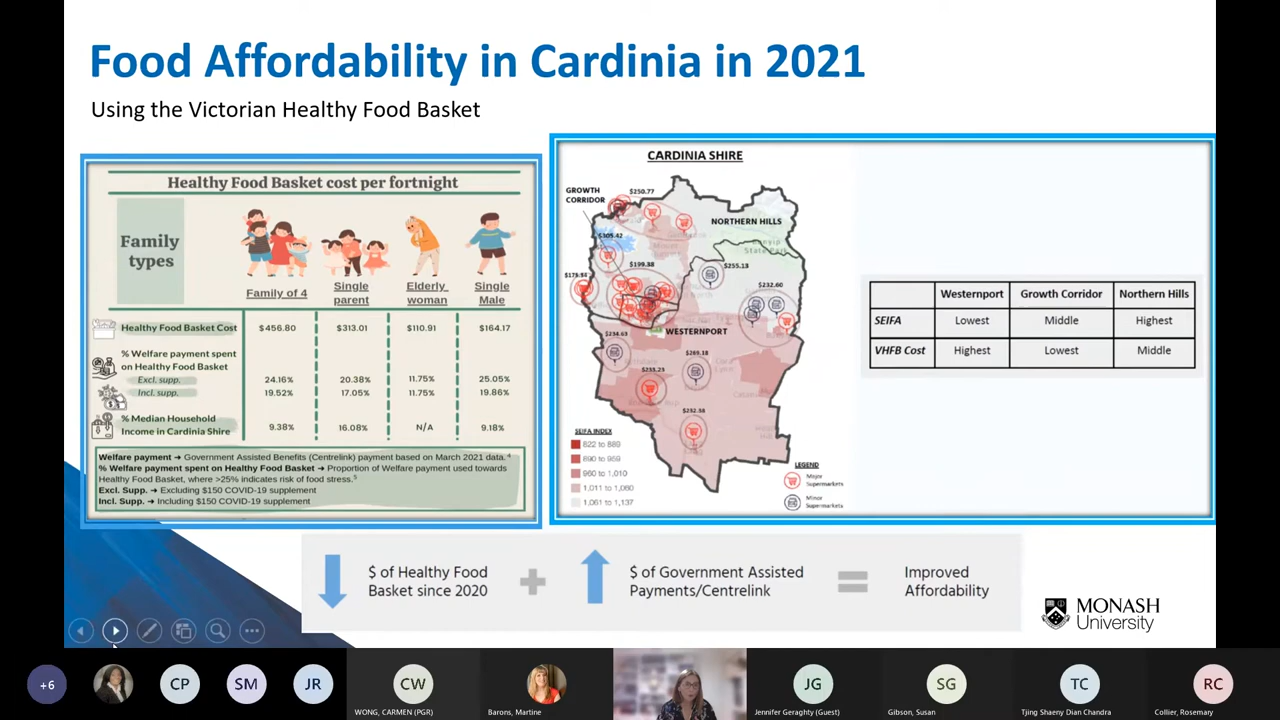 Food Affordability in Cardinia in 2021
Using the Victorian Healthy Food Basket
Healthy Food Basket cost per fortnight
Family types
Family of 4
Single parent
Elderly woman
Single Male
Healthy Food Basket Cost
$456.80
$313.01
$110.91
$164.17
% Welfare payment spent
on Healthy Food Basket
Excl. supp.
24.16%
20.38%
11.75%
25.05%
Incl. supp.
19.52%
17.05%
11.75%
19.86%
% Median Household
Income in Cardinia Shire
9.38%
16.08%
N/A
9.18%
Welfare payment ➔ Government Assisted Benefits (Centrelink) payment based on March 2021 data.4
% Welfare payment spent on Healthy Food Basket ➔ Proportion of Welfare payment used towards
Healthy Food Basket, where >25% indicates risk of food stress.5
Excl. Supp. ➔ Excluding $150 COVID-19 supplement
Incl. Supp. ➔ Including $150 COVID-19 supplement
CARDINIA SHIRE
GROWTH
CORRIDOR
$250.77
NORTHERN HILLS
$199.88
$255.13
$232.60
WESTERNPORT
$234.63
$269.18
$233.23
$232.58
SEIFA INDEX
822 to 889
890 to 959
960 to 1,010
1,011 to 1,060
1,061 to 1,137
LEGEND
Major
Supermarkets
Minor
Supermarkets
Westernport
Growth Corridor
Northern Hills
SEIFA
Lowest
Middle
Highest
VHFB Cost
Highest
Lowest
Middle
$ of Healthy Food
Basket since 2020
$ of Government Assisted
Payments/Centrelink
Improved
Affordability
MONASH
University
+6
CP
SM
JR
CW
WONG, CARMEN (PGR)
Barons, Martine
JG
Jennifer Geraghty (Guest)
SG
Gibson, Susan
TC
Tjing Shaeny Dian Chandra
RC
Collier, Rosemary